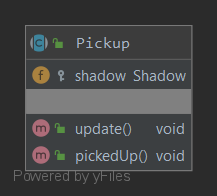 C Pickup
f shadow Shadow
m update() void
m pickedUp() void
Powered by yFiles